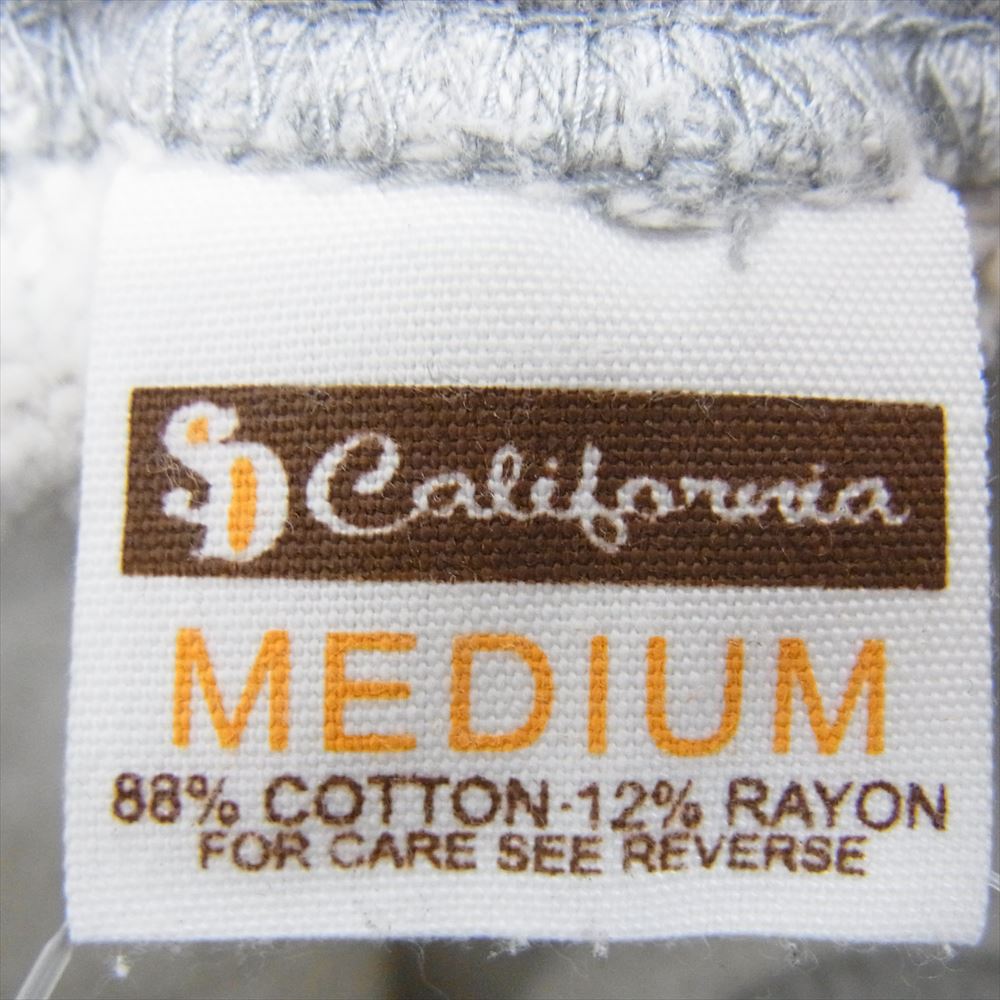 SD California
MEDIUM
88% COTTON-12% RAYON
FOR CARE SEE REVERSE